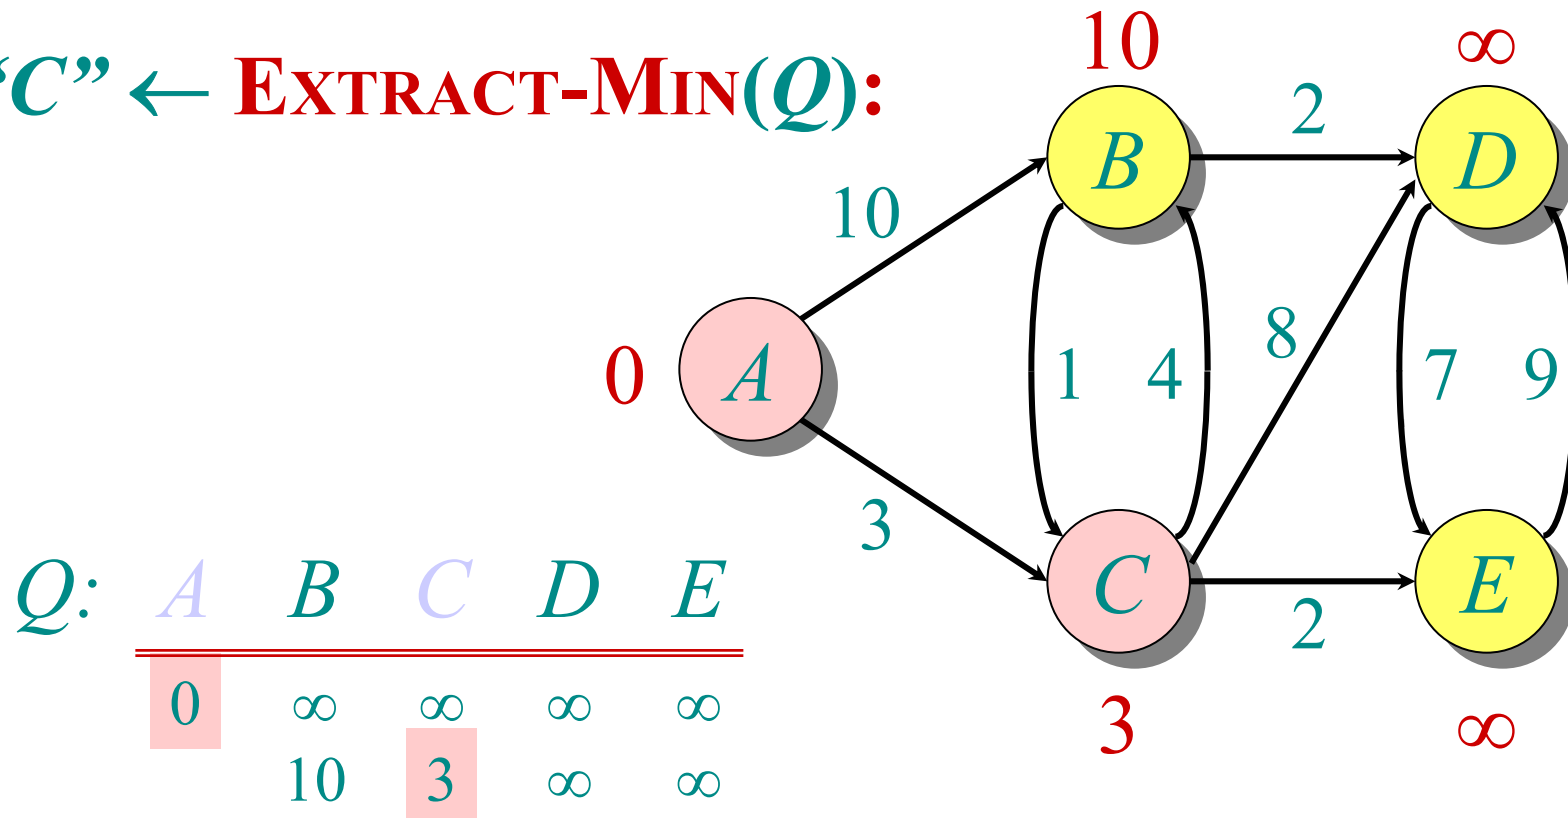 “C” ← EXTRACT-MIN(Q):
10 ∞
B 2 D
10
0 A 1 4 8 7 9
3
C 2 E
3 ∞
Q: A B C D E
0 ∞ ∞ ∞ ∞
10 3 ∞ ∞